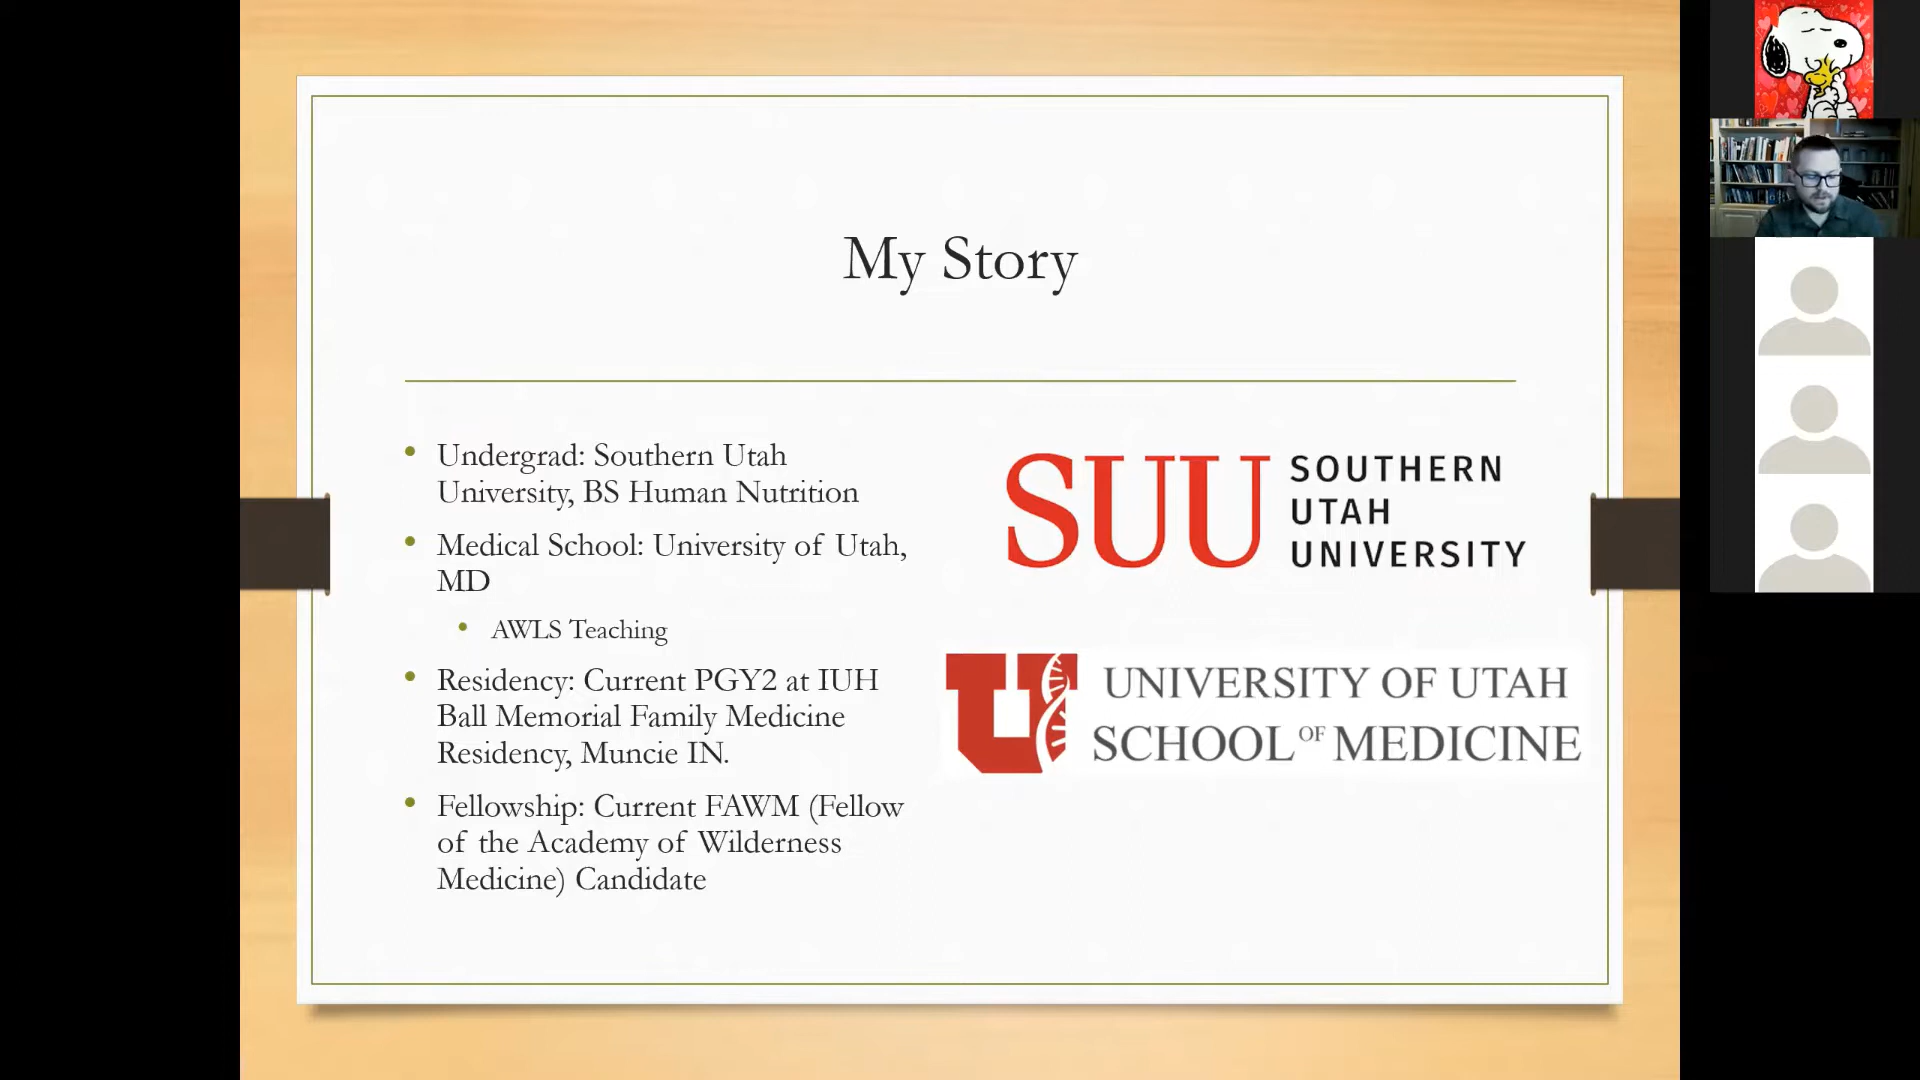 My Story
Undergrad: Southern Utah
University, BS Human Nutrition
Medical School: University of Utah,
MD
AWLS Teaching
Residency: Current PGY2 at IUH
Ball Memorial Family Medicine
Residency, Muncie IN.
Fellowship: Current FAWM (Fellow
of the Academy of Wilderness
Medicine) Candidate
SUU
SOUTHERN
UTAH
UNIVERSITY
U
UNIVERSITY OF UTAH
SCHOOL OF MEDICINE